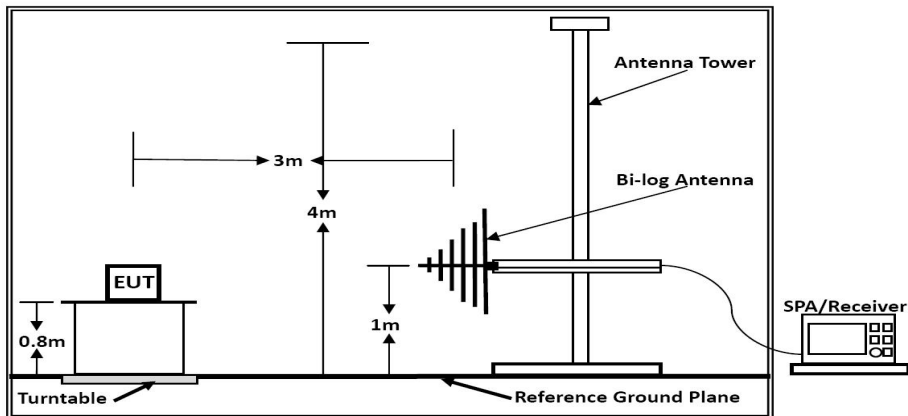 Antenna Tower
3m
Bi-log Antenna
4m
EUT
SPA/Receiver
0.8m
1m
Turntable
Reference Ground Plane